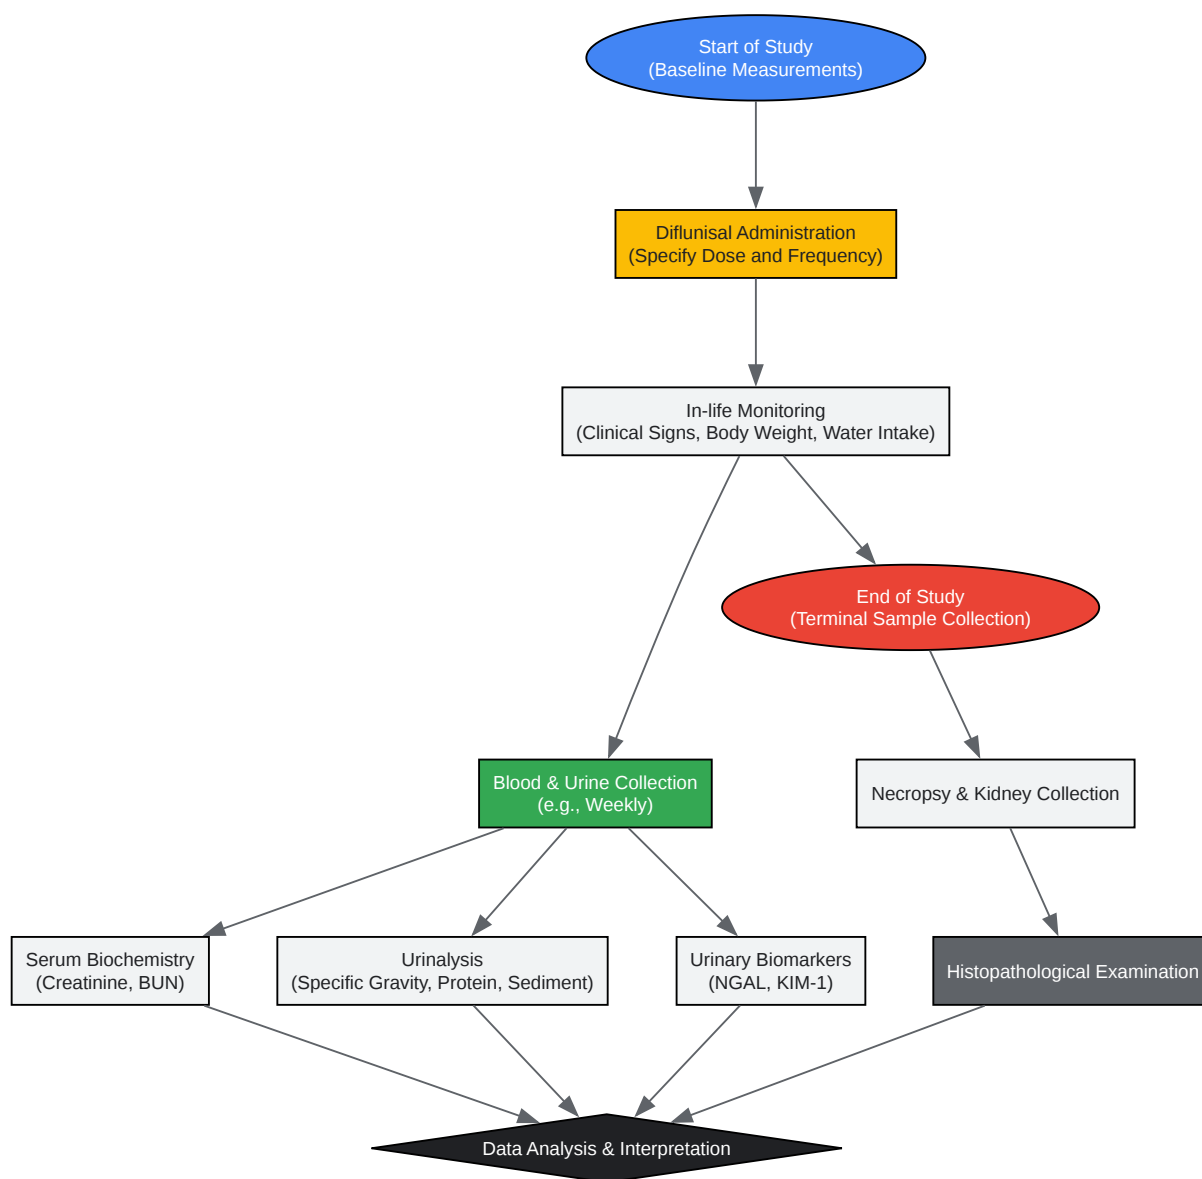 Start of Study
(Baseline Measurements)
Diflunisal Administration
(Specify Dose and Frequency)
In-life Monitoring
(Clinical Signs, Body Weight, Water Intake)
End of Study
(Terminal Sample Collection)
Blood & Urine Collection
(e.g., Weekly)
Necropsy & Kidney Collection
Serum Biochemistry
(Creatinine, BUN)
Urinalysis
(Specific Gravity, Protein, Sediment)
Urinary Biomarkers
(NGAL, KIM-1)
Histopathological Examination
Data Analysis & Interpretation